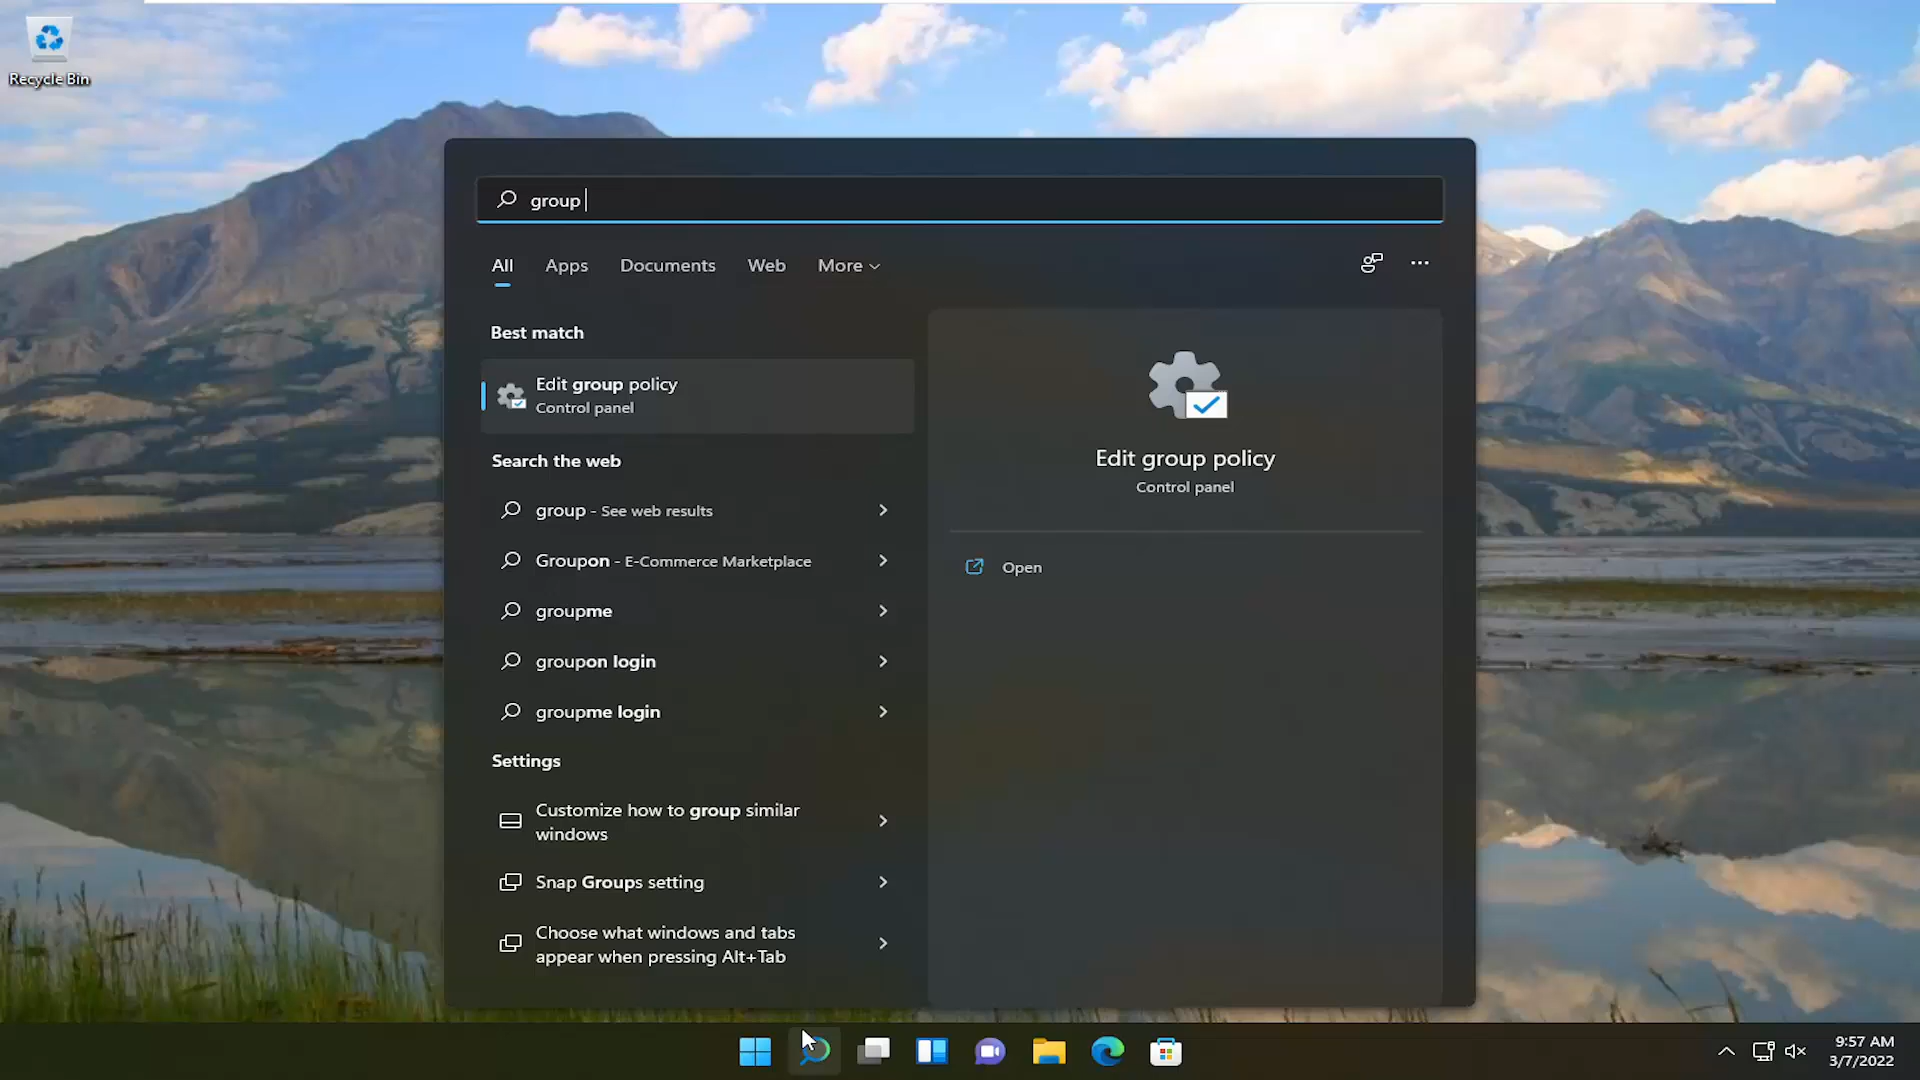 Recycle Bin
group
All Apps Documents Web More
Best match
Edit group policy
Control panel
Search the web
group - See web results
Groupon - E-Commerce Marketplace
groupme
groupon login
groupme login
Settings
Customize how to group similar
windows
Snap Groups setting
Choose what windows and tabs
appear when pressing Alt+Tab
Edit group policy
Control panel
Open
9:57 AM
3/7/2022